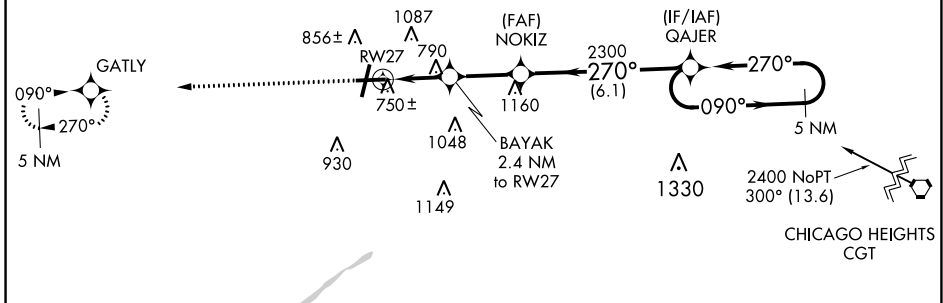 1087
(FAF)
NOKIZ
(IF/IAF)
QAJER
856±
RW27
790
2300
270°
(6.1)
270°
GATLY
090°
270°
5 NM
750±
1160
090°
5 NM
930
1048
BAYAK
2.4 NM
to RW27
1149
1330
2400 NoPT
300° (13.6)
CHICAGO HEIGHTS
CGT